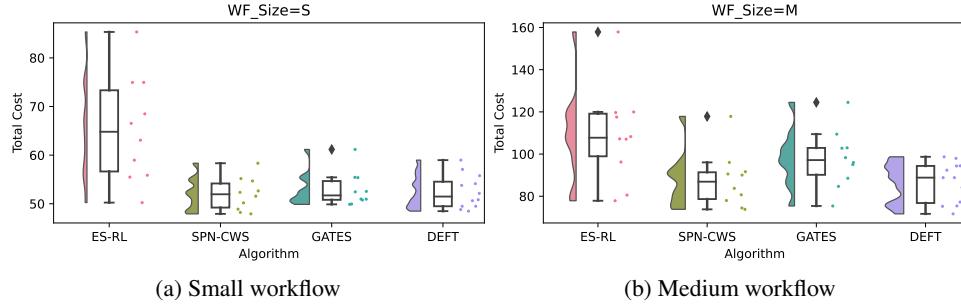 WF_Size=S
Total Cost
80
70
60
50
ES-RL SPN-CWS GATES DEFT
Algorithm
(a) Small workflow
WF_Size=M
Total Cost
160
140
120
100
80
ES-RL SPN-CWS GATES DEFT
Algorithm
(b) Medium workflow